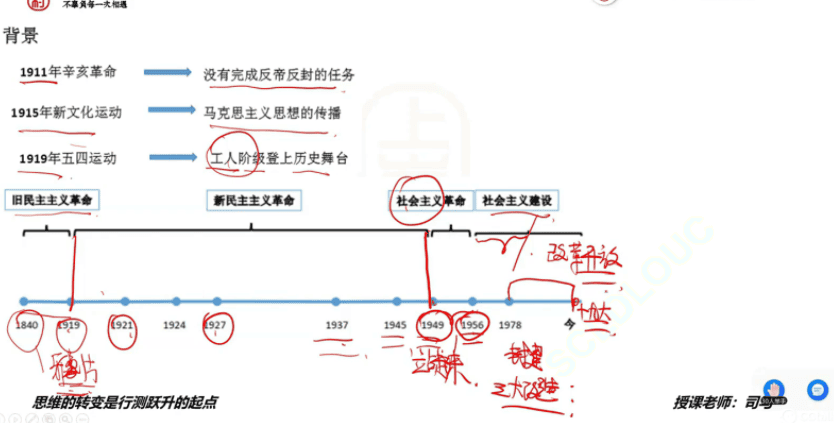 不辜负每一次相遇
背景
1911年辛亥革命 没有完成反帝反封的任务
1915年新文化运动 马克思主义思想的传播
1919年五四运动 工人阶级登上历史舞台
旧民主主义革命 新民主主义革命 社会主义革命 社会主义建设
改革开放
1840 1919 1921 1924 1927 1937 1945 1949 1956 1978 今
十九大
鸦片 站起来
三大改造
思维的转变是行测跃升的起点 授课老师：司马